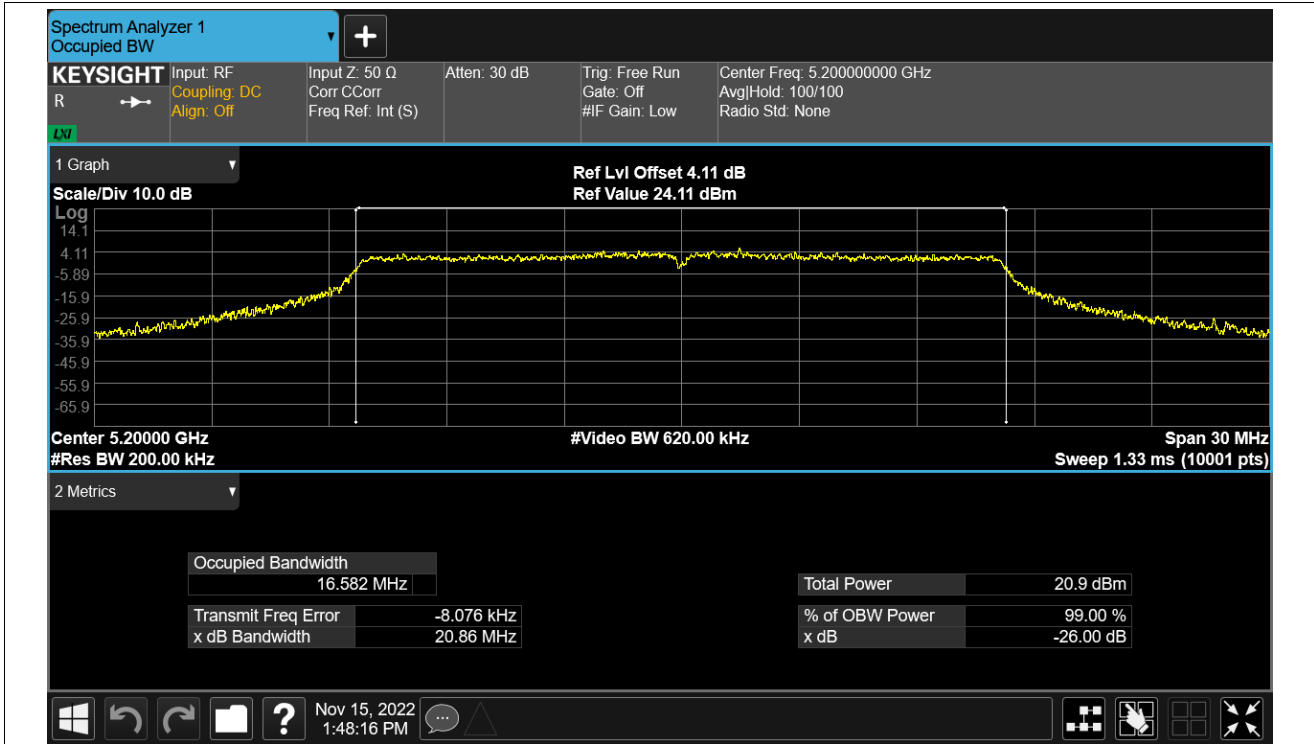 Spectrum Analyzer 1
Occupied BW
KEYSIGHT
R
LXI
Input: RF
Coupling: DC
Align: Off
Input Z: 50 Ω
Corr CCorr
Freq Ref: Int (S)
Atten: 30 dB
Trig: Free Run
Gate: Off
#IF Gain: Low
Center Freq: 5.200000000 GHz
Avg|Hold: 100/100
Radio Std: None
1 Graph
Scale/Div 10.0 dB
Ref Lvl Offset 4.11 dB
Ref Value 24.11 dBm
Log
14.1
4.11
-5.89
-15.9
-25.9
-35.9
-45.9
-55.9
-65.9
Center 5.20000 GHz
#Res BW 200.00 kHz
#Video BW 620.00 kHz
Span 30 MHz
Sweep 1.33 ms (10001 pts)
2 Metrics
Occupied Bandwidth
16.582 MHz
Transmit Freq Error -8.076 kHz
x dB Bandwidth 20.86 MHz
Total Power 20.9 dBm
% of OBW Power 99.00 %
x dB -26.00 dB
?
Nov 15, 2022
1:48:16 PM